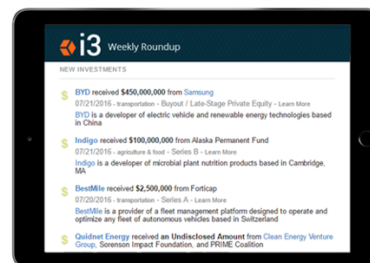 i3 Weekly Roundup
NEW INVESTMENTS
$ BYD received $450,000,000 from Samsung
07/21/2016 - transportation - Buyout / Late-Stage Private Equity - Learn More
BYD is a developer of electric vehicle and renewable energy technologies based
in China
$ Indigo received $100,000,000 from Alaska Permanent Fund
07/21/2016 - agriculture & food - Series B - Learn More
Indigo is a developer of microbial plant nutrition products based in Cambridge,
MA
$ BestMile received $2,500,000 from Forticap
07/20/2016 - transportation - Series A - Learn More
BestMile is a provider of a fleet management platform designed to operate and
optimize any fleet of autonomous vehicles based in Switzerland
$ Quidnet Energy received an Undisclosed Amount from Clean Energy Venture
Group, Sorenson Impact Foundation, and PRIME Coalition